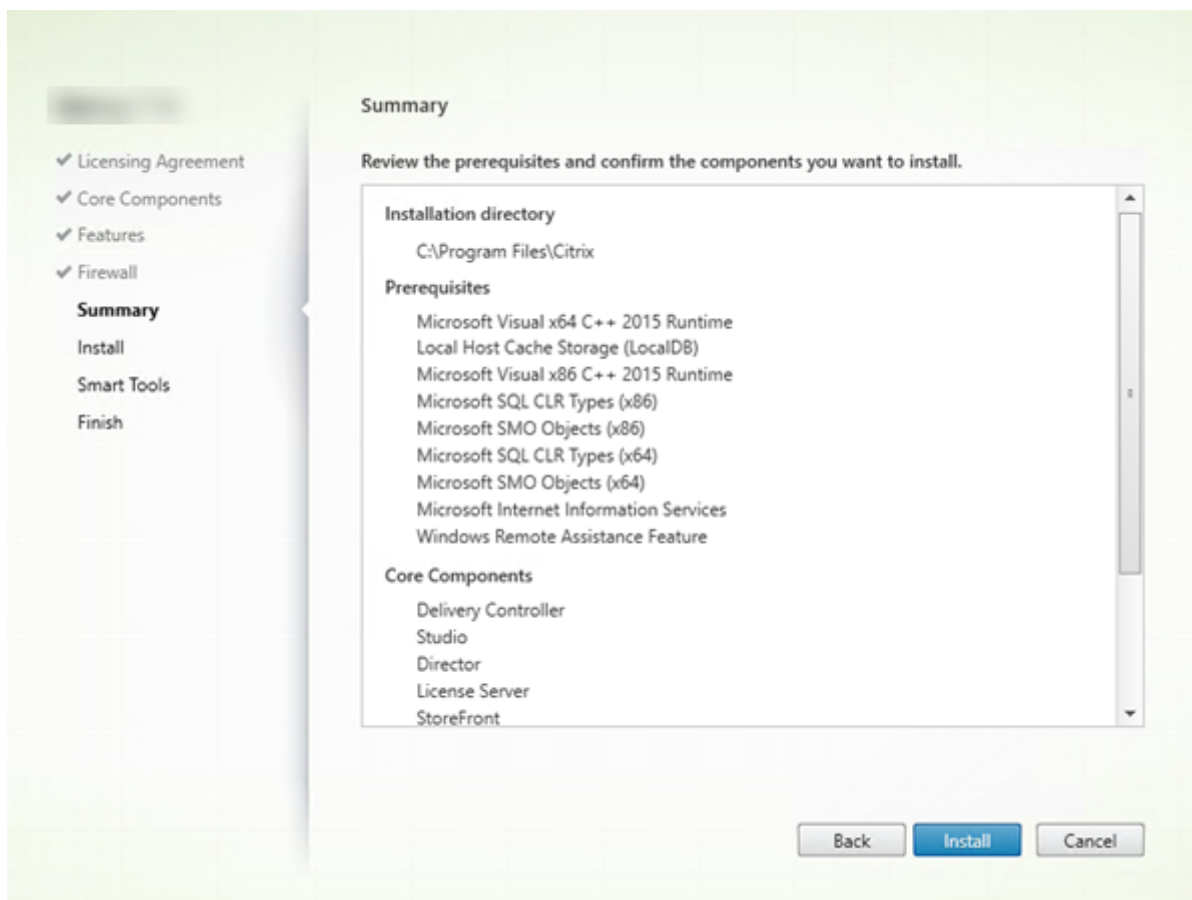 Summary
Licensing Agreement
Core Components
Features
Firewall
Summary
Install
Smart Tools
Finish
Review the prerequisites and confirm the components you want to install.
Installation directory
C:\Program Files\Citrix
Prerequisites
Microsoft Visual x64 C++ 2015 Runtime
Local Host Cache Storage (LocalDB)
Microsoft Visual x86 C++ 2015 Runtime
Microsoft SQL CLR Types (x86)
Microsoft SMO Objects (x86)
Microsoft SQL CLR Types (x64)
Microsoft SMO Objects (x64)
Microsoft Internet Information Services
Windows Remote Assistance Feature
Core Components
Delivery Controller
Studio
Director
License Server
StoreFront
Back
Install
Cancel